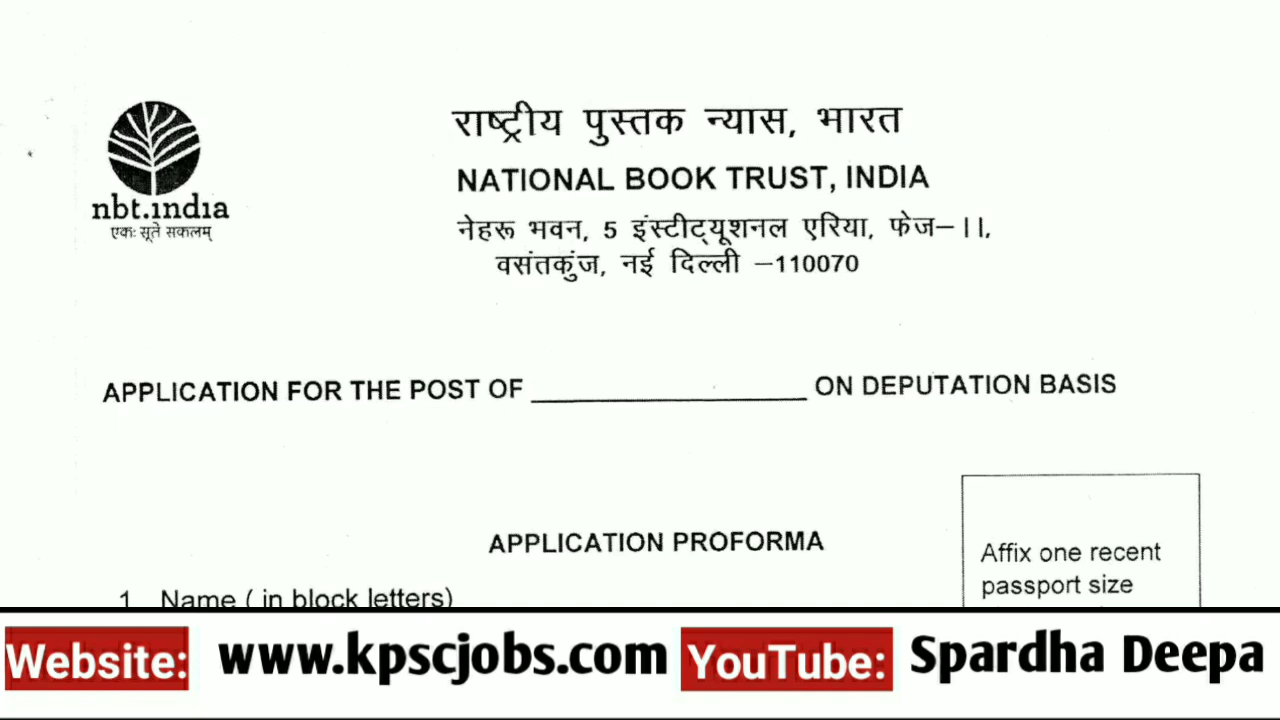 राष्ट्रीय पुस्तक न्यास, भारत
NATIONAL BOOK TRUST, INDIA
नेहरू भवन, 5 इंस्टीट्यूशनल एरिया, फेज–II,
वसंतकुंज, नई दिल्ली –110070
nbt.india
एकः सूते सकलम्
APPLICATION FOR THE POST OF ________________ ON DEPUTATION BASIS
APPLICATION PROFORMA
Affix one recent
passport size
1 Name ( in block letters)
Website: www.kpscjobs.com YouTube: Spardha Deepa